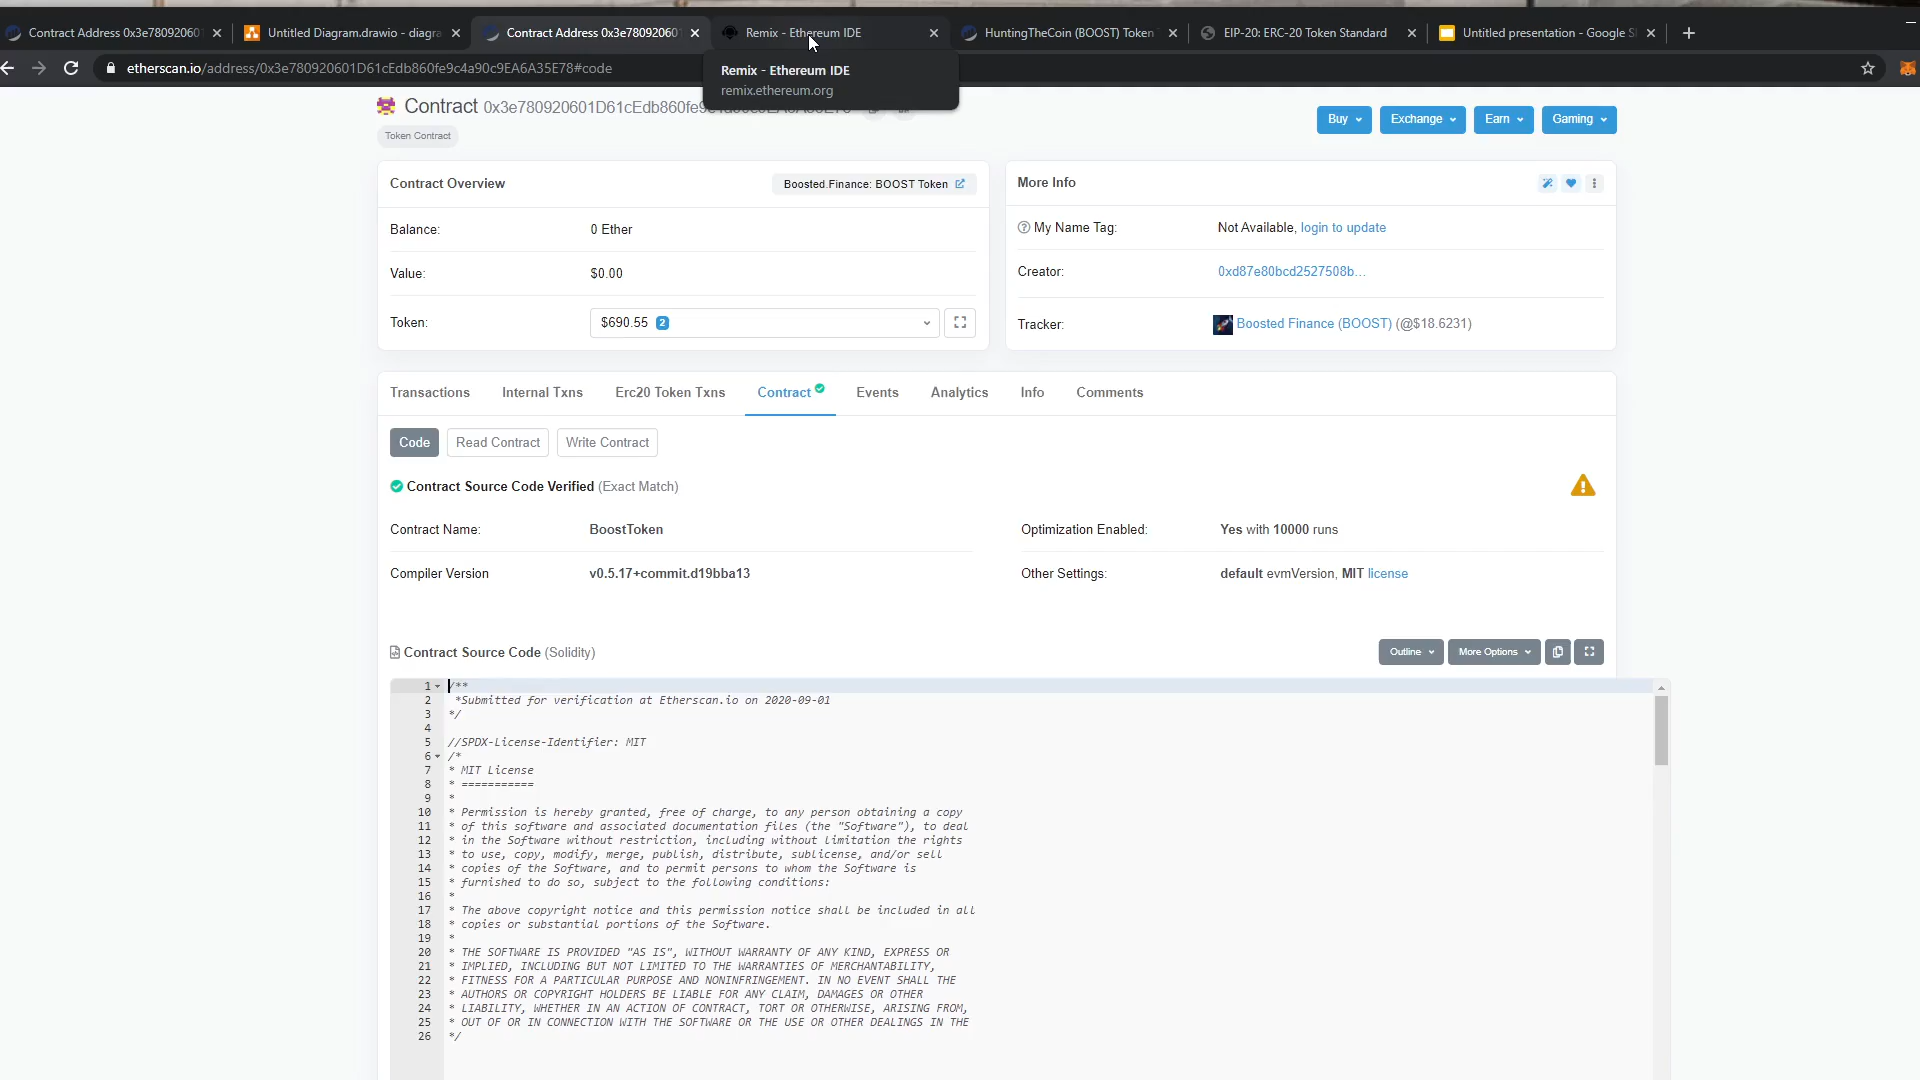 Contract Address 0x3e780920601
Untitled Diagram.drawio - diagra
Contract Address 0x3e780920601
Remix - Ethereum IDE
HuntingTheCoin (BOOST) Token
EIP-20: ERC-20 Token Standard
Untitled presentation - Google Sl
etherscan.io/address/0x3e780920601D61cEdb860fe9c4a90c9EA6A35E78#code
Remix - Ethereum IDE
remix.ethereum.org
Contract 0x3e780920601D61cEdb860fe9
Buy
Exchange
Earn
Gaming
Token Contract
Contract Overview
Boosted.Finance: BOOST Token
Balance:
0 Ether
Value:
$0.00
Token:
$690.55 2
More Info
My Name Tag:
Not Available, login to update
Creator:
0xd87e80bcd2527508b...
Tracker:
Boosted Finance (BOOST) (@$18.6231)
Transactions
Internal Txns
Erc20 Token Txns
Contract
Events
Analytics
Info
Comments
Code
Read Contract
Write Contract
Contract Source Code Verified (Exact Match)
Contract Name:
BoostToken
Optimization Enabled:
Yes with 10000 runs
Compiler Version
v0.5.17+commit.d19bba13
Other Settings:
default evmVersion, MIT license
Contract Source Code (Solidity)
Outline
More Options
1 /**
2 *Submitted for verification at Etherscan.io on 2020-09-01
3 */
4
5 //SPDX-License-Identifier: MIT
6 /*
7 * MIT License
8 * ===========
9 *
10 * Permission is hereby granted, free of charge, to any person obtaining a copy
11 * of this software and associated documentation files (the "Software"), to deal
12 * in the Software without restriction, including without limitation the rights
13 * to use, copy, modify, merge, publish, distribute, sublicense, and/or sell
14 * copies of the Software, and to permit persons to whom the Software is
15 * furnished to do so, subject to the following conditions:
16 *
17 * The above copyright notice and this permission notice shall be included in all
18 * copies or substantial portions of the Software.
19 *
20 * THE SOFTWARE IS PROVIDED "AS IS", WITHOUT WARRANTY OF ANY KIND, EXPRESS OR
21 * IMPLIED, INCLUDING BUT NOT LIMITED TO THE WARRANTIES OF MERCHANTABILITY,
22 * FITNESS FOR A PARTICULAR PURPOSE AND NONINFRINGEMENT. IN NO EVENT SHALL THE
23 * AUTHORS OR COPYRIGHT HOLDERS BE LIABLE FOR ANY CLAIM, DAMAGES OR OTHER
24 * LIABILITY, WHETHER IN AN ACTION OF CONTRACT, TORT OR OTHERWISE, ARISING FROM,
25 * OUT OF OR IN CONNECTION WITH THE SOFTWARE OR THE USE OR OTHER DEALINGS IN THE
26 */